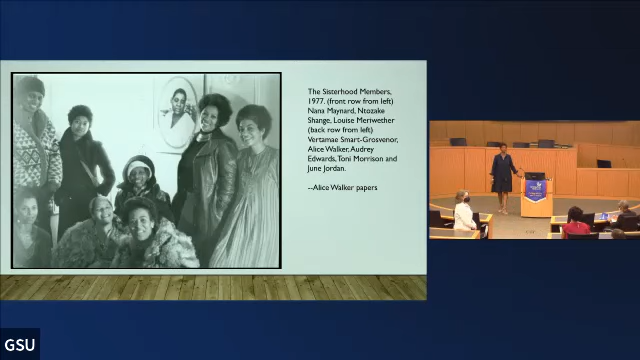 The Sisterhood Members,
1977. (front row from left)
Nana Maynard, Ntozake
Shange, Louise Meriwether
(back row from left)
Vertamae Smart-Grosvenor,
Alice Walker, Audrey
Edwards, Toni Morrison and
June Jordan.
--Alice Walker papers
GSU